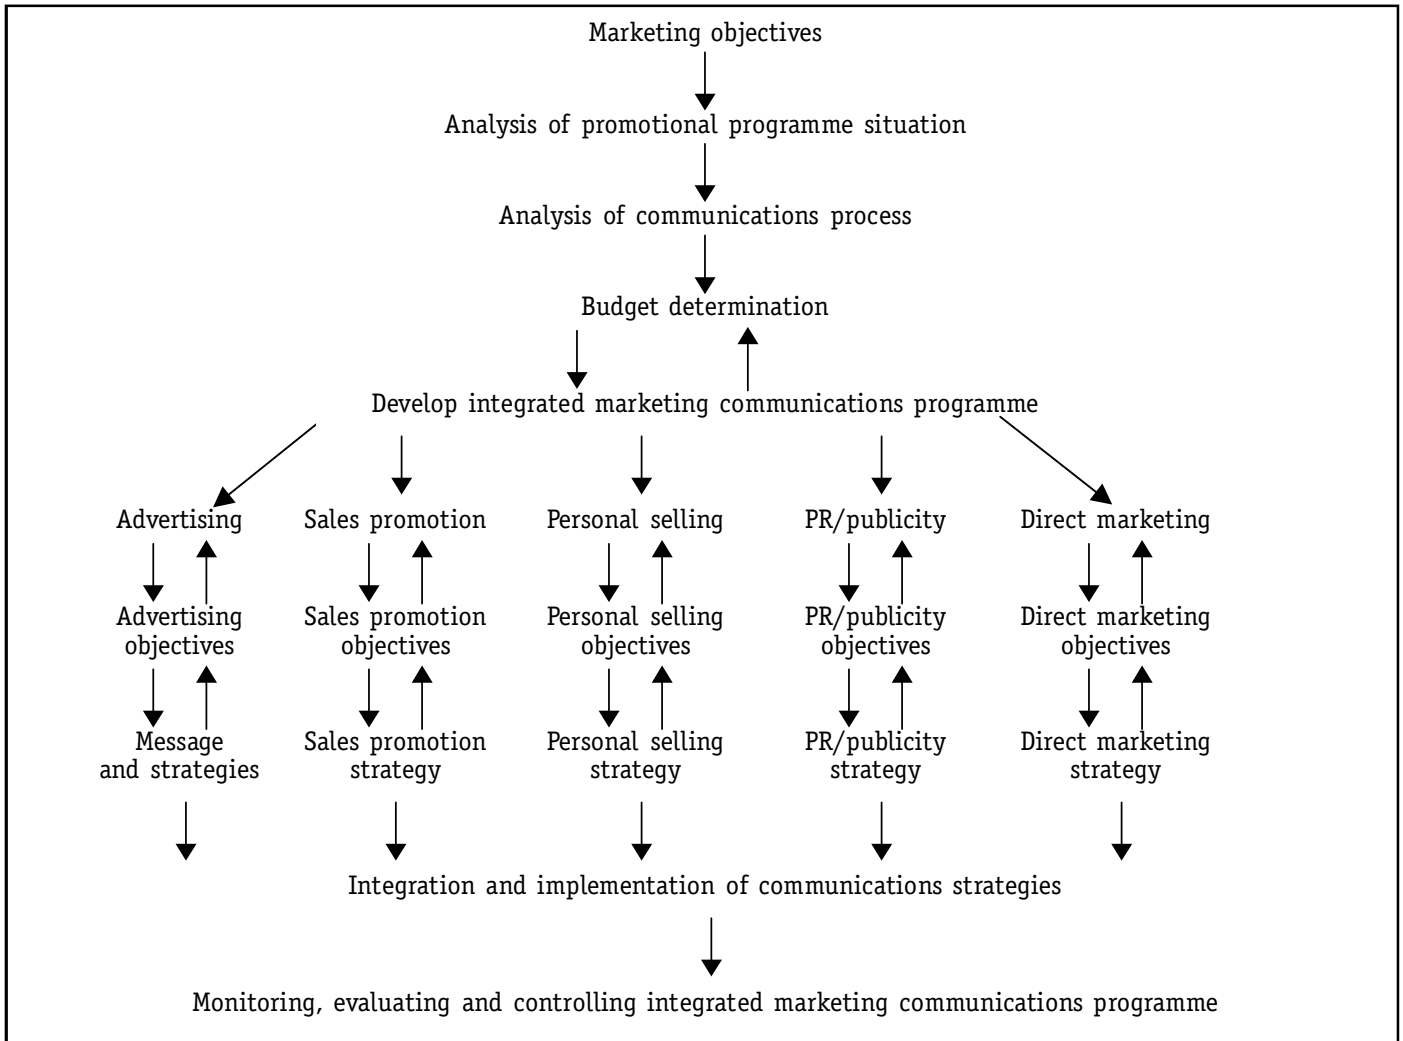 Marketing objectives
Analysis of promotional programme situation
Analysis of communications process
Budget determination
Develop integrated marketing communications programme
Advertising
Sales promotion
Personal selling
PR/publicity
Direct marketing
Advertising
objectives
Sales promotion
objectives
Personal selling
objectives
PR/publicity
objectives
Direct marketing
objectives
Message
and strategies
Sales promotion
strategy
Personal selling
strategy
PR/publicity
strategy
Direct marketing
strategy
Integration and implementation of communications strategies
Monitoring, evaluating and controlling integrated marketing communications programme